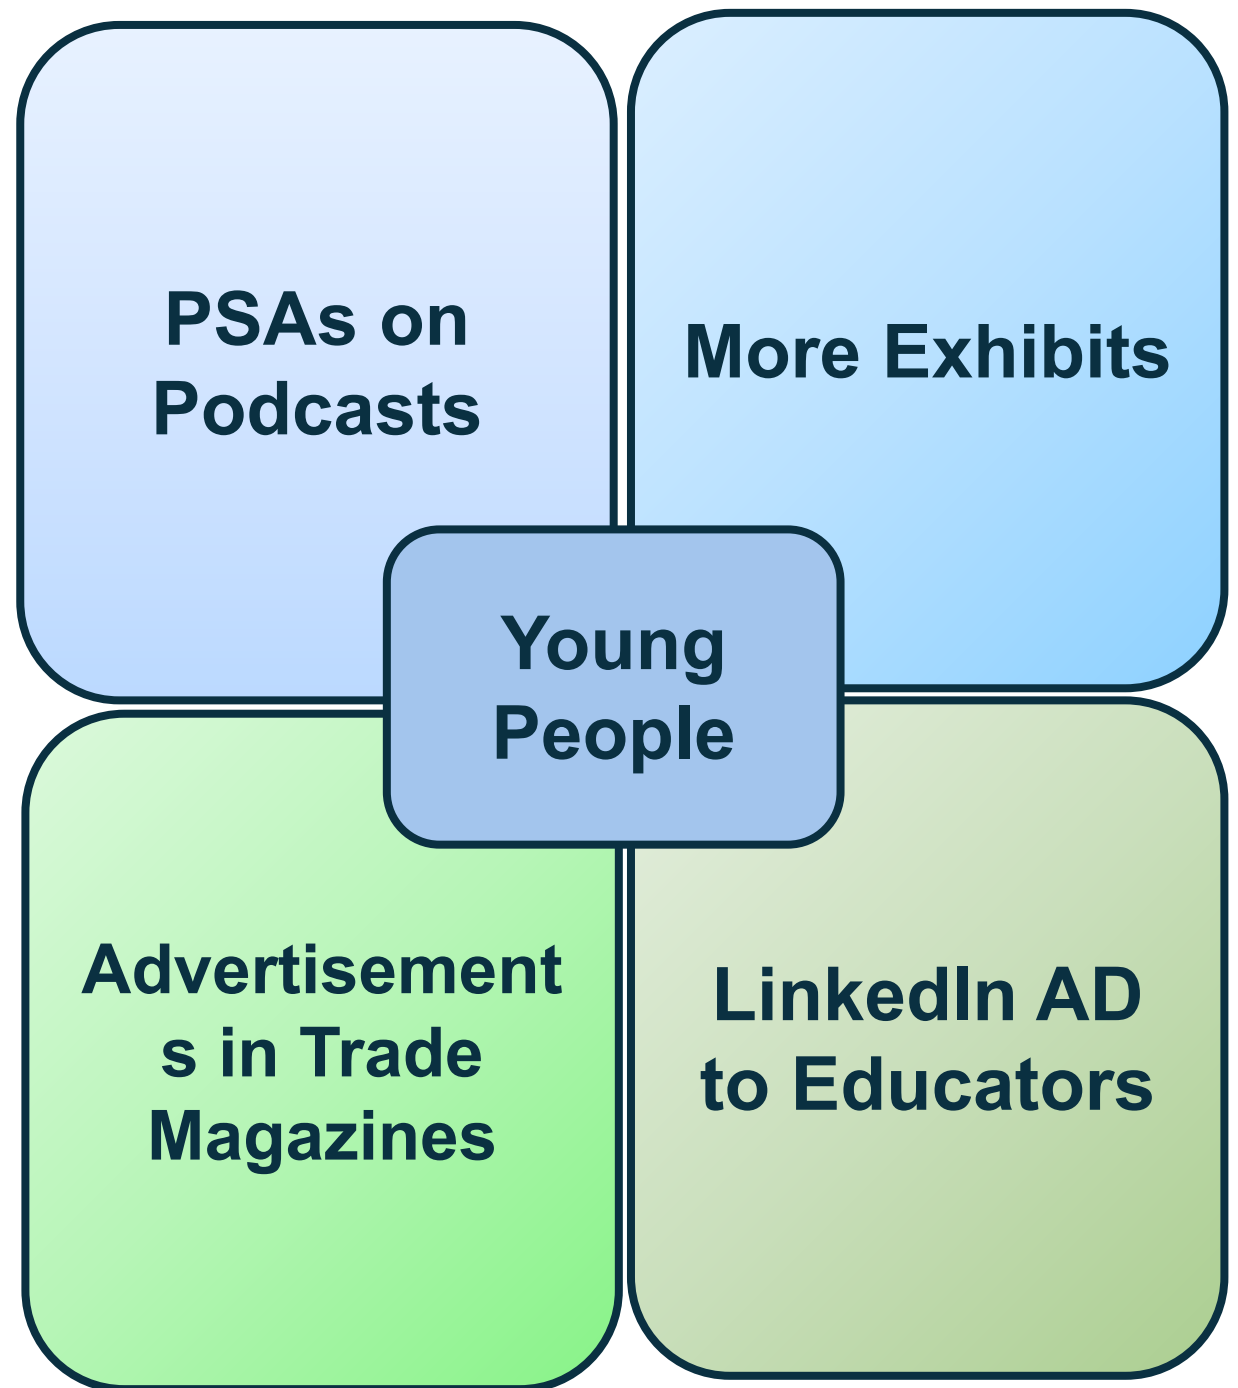 PSAs on
Podcasts
More Exhibits
Young
People
Advertisement
s in Trade
Magazines
LinkedIn AD
to Educators